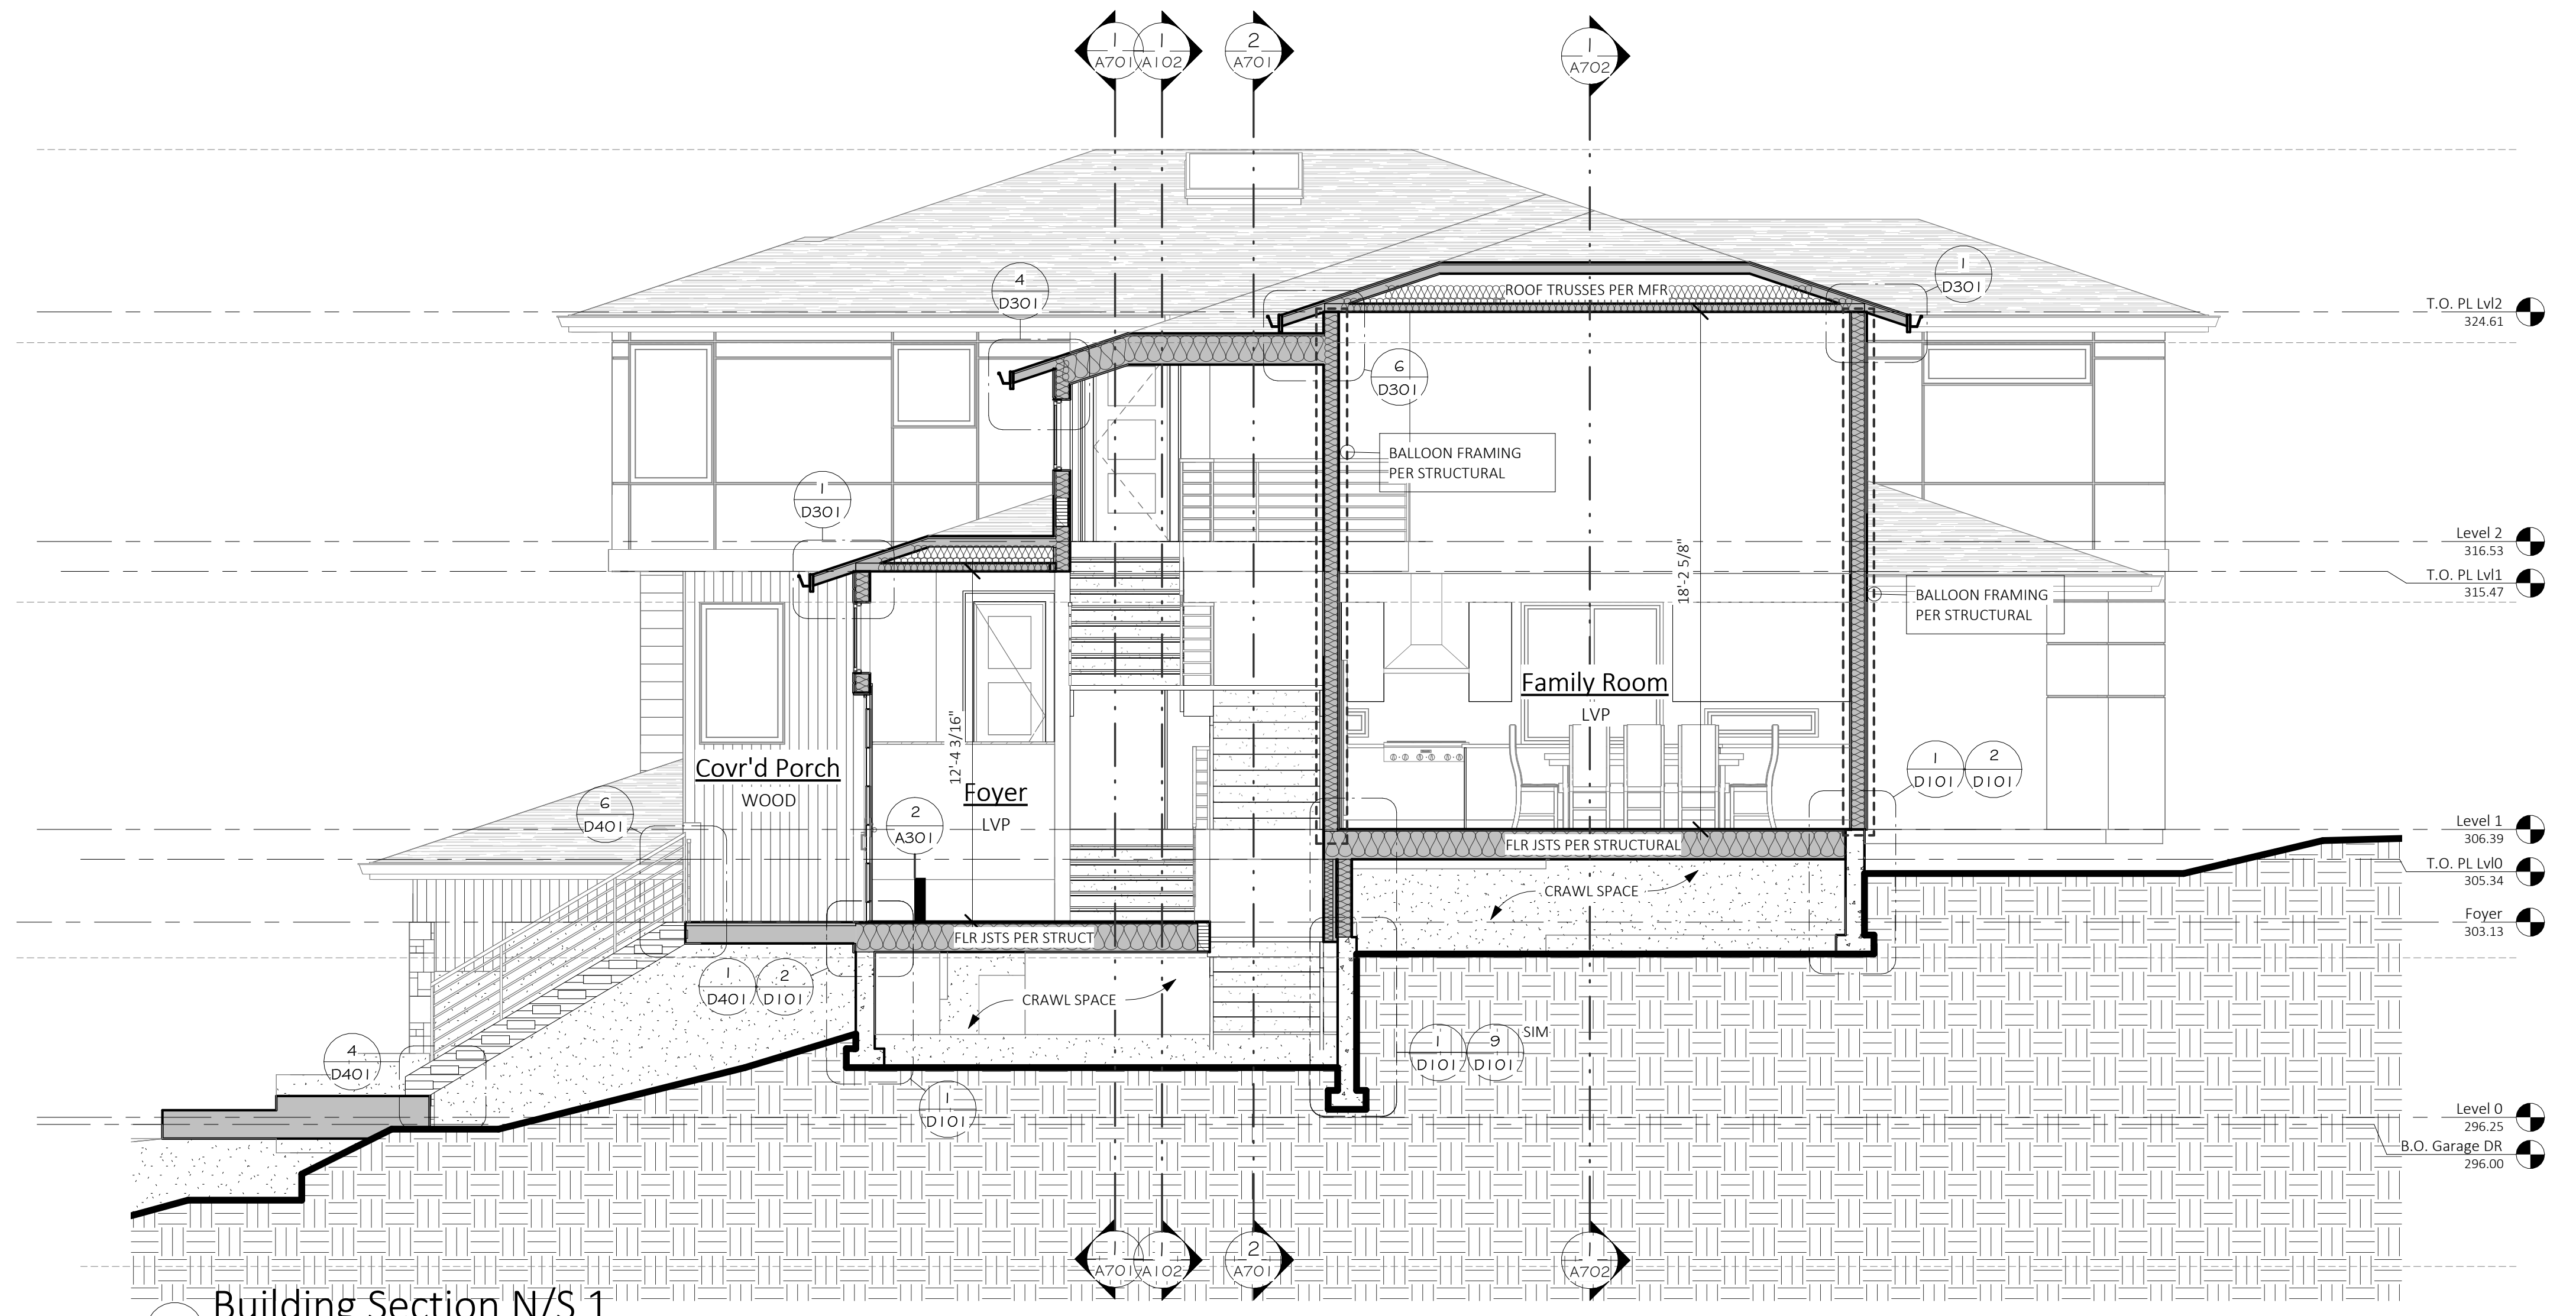 1
A701
1
A102
2
A701
1
A702
4
D301
1
D301
ROOF TRUSSES PER MFR
T.O. PL Lvl2
324.61
6
D301
BALLOON FRAMING
PER STRUCTURAL
1
D301
Level 2
316.53
T.O. PL Lvl1
315.47
18'-2 5/8"
BALLOON FRAMING
PER STRUCTURAL
Family Room
LVP
12'-4 3/16"
Covr'd Porch
WOOD
Foyer
LVP
1
D101
2
D101
6
D401
2
A301
Level 1
306.39
FLR JSTS PER STRUCTURAL
T.O. PL Lvl0
305.34
CRAWL SPACE
Foyer
303.13
FLR JSTS PER STRUCT
1
D401
2
D101
CRAWL SPACE
SIM
1
D101
9
D101
4
D401
1
D101
Level 0
296.25
B.O. Garage DR
296.00
1
A701
1
A102
2
A701
1
A702
Building Section N/S 1